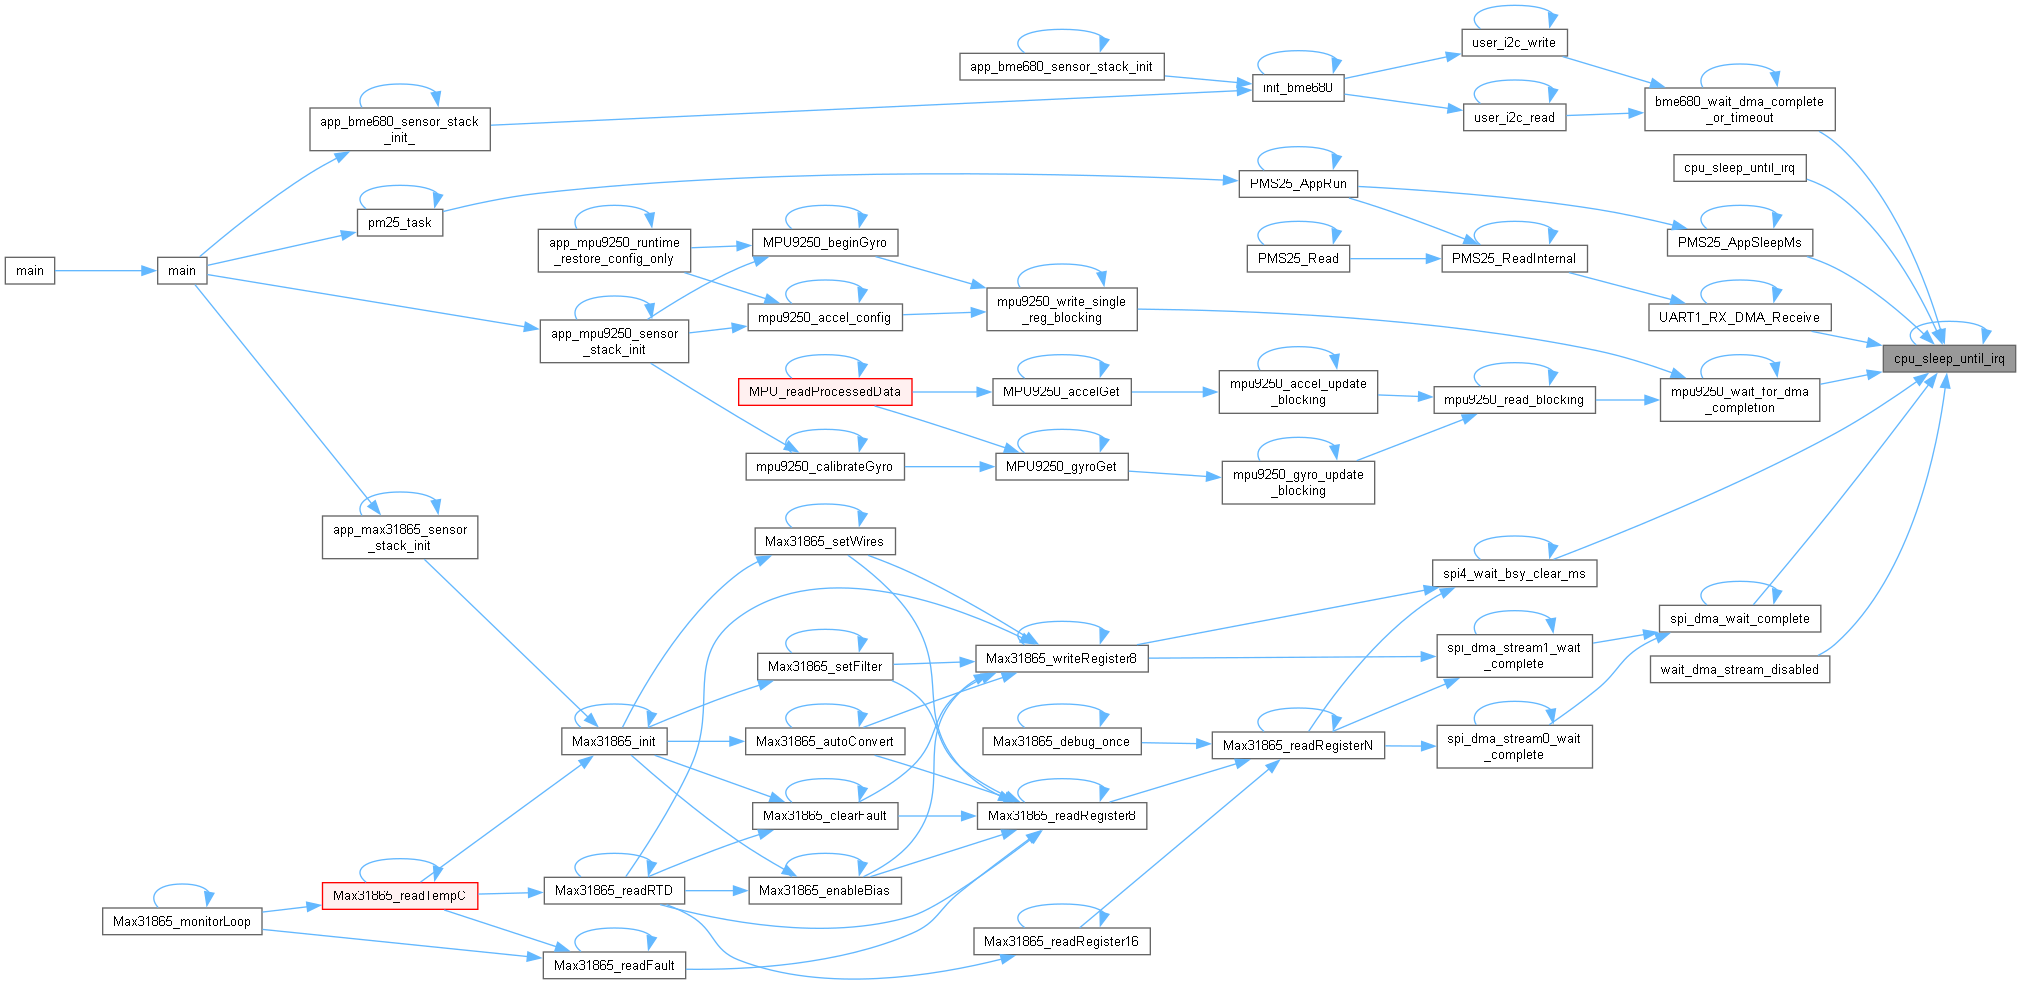 user_i2c_write
app_bme680_sensor_stack_init
init_bme680
bme680_wait_dma_complete
_or_timeout
app_bme680_sensor_stack
_init_
user_i2c_read
cpu_sleep_until_irq
PMS25_AppRun
pm25_task
app_mpu9250_runtime
_restore_config_only
MPU9250_beginGyro
PMS25_Read
PMS25_ReadInternal
PMS25_AppSleepMs
main
main
mpu9250_write_single
_reg_blocking
mpu9250_accel_config
UART1_RX_DMA_Receive
app_mpu9250_sensor
_stack_init
cpu_sleep_until_irq
MPU_readProcessedData
MPU9250_accelGet
mpu9250_accel_update
_blocking
mpu9250_read_blocking
mpu9250_wait_for_dma
_completion
mpu9250_calibrateGyro
MPU9250_gyroGet
mpu9250_gyro_update
_blocking
app_max31865_sensor
_stack_init
Max31865_setWires
spi4_wait_bsy_clear_ms
spi_dma_wait_complete
Max31865_setFilter
Max31865_writeRegister8
spi_dma_stream1_wait
_complete
wait_dma_stream_disabled
Max31865_init
Max31865_autoConvert
Max31865_debug_once
Max31865_readRegisterN
spi_dma_stream0_wait
_complete
Max31865_clearFault
Max31865_readRegister8
Max31865_readTempC
Max31865_readRTD
Max31865_enableBias
Max31865_monitorLoop
Max31865_readFault
Max31865_readRegister16